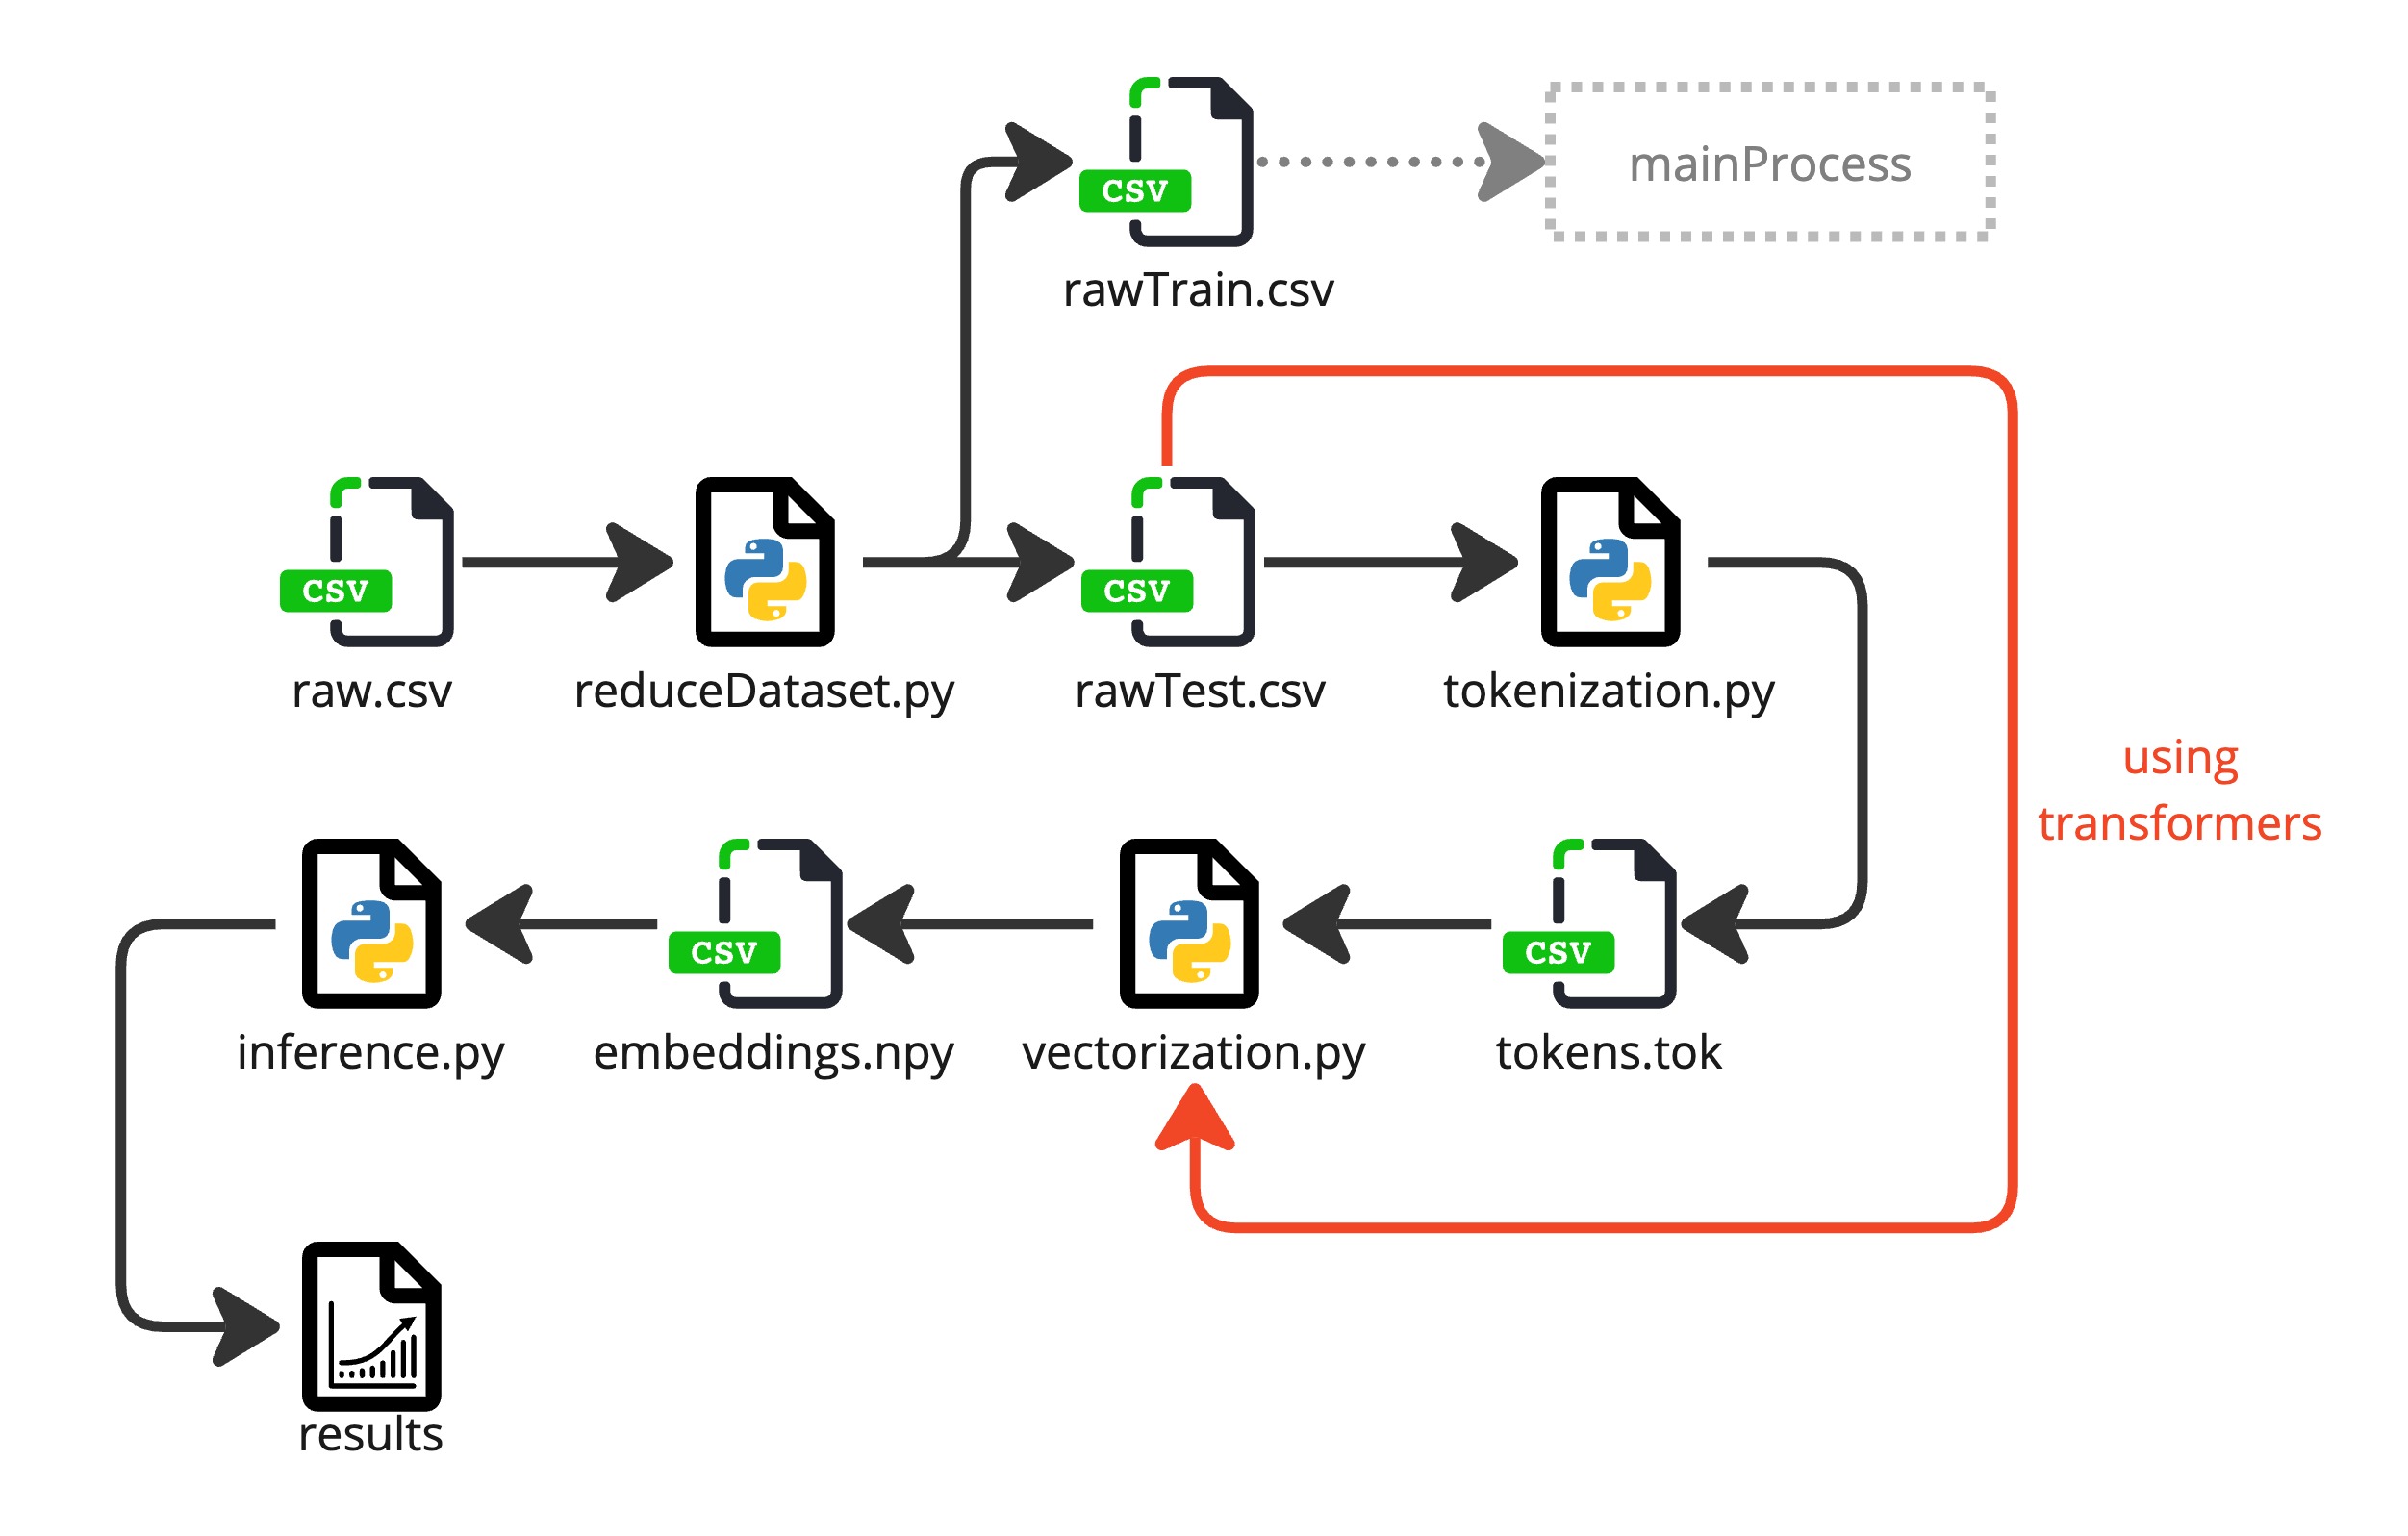 CSV
mainProcess
rawTrain.csv
CSV
CSV
raw.csv
reduceDataset.py
rawTest.csv
tokenization.py
using
transformers
CSV
CSV
inference.py
embeddings.npy
vectorization.py
tokens.tok
results